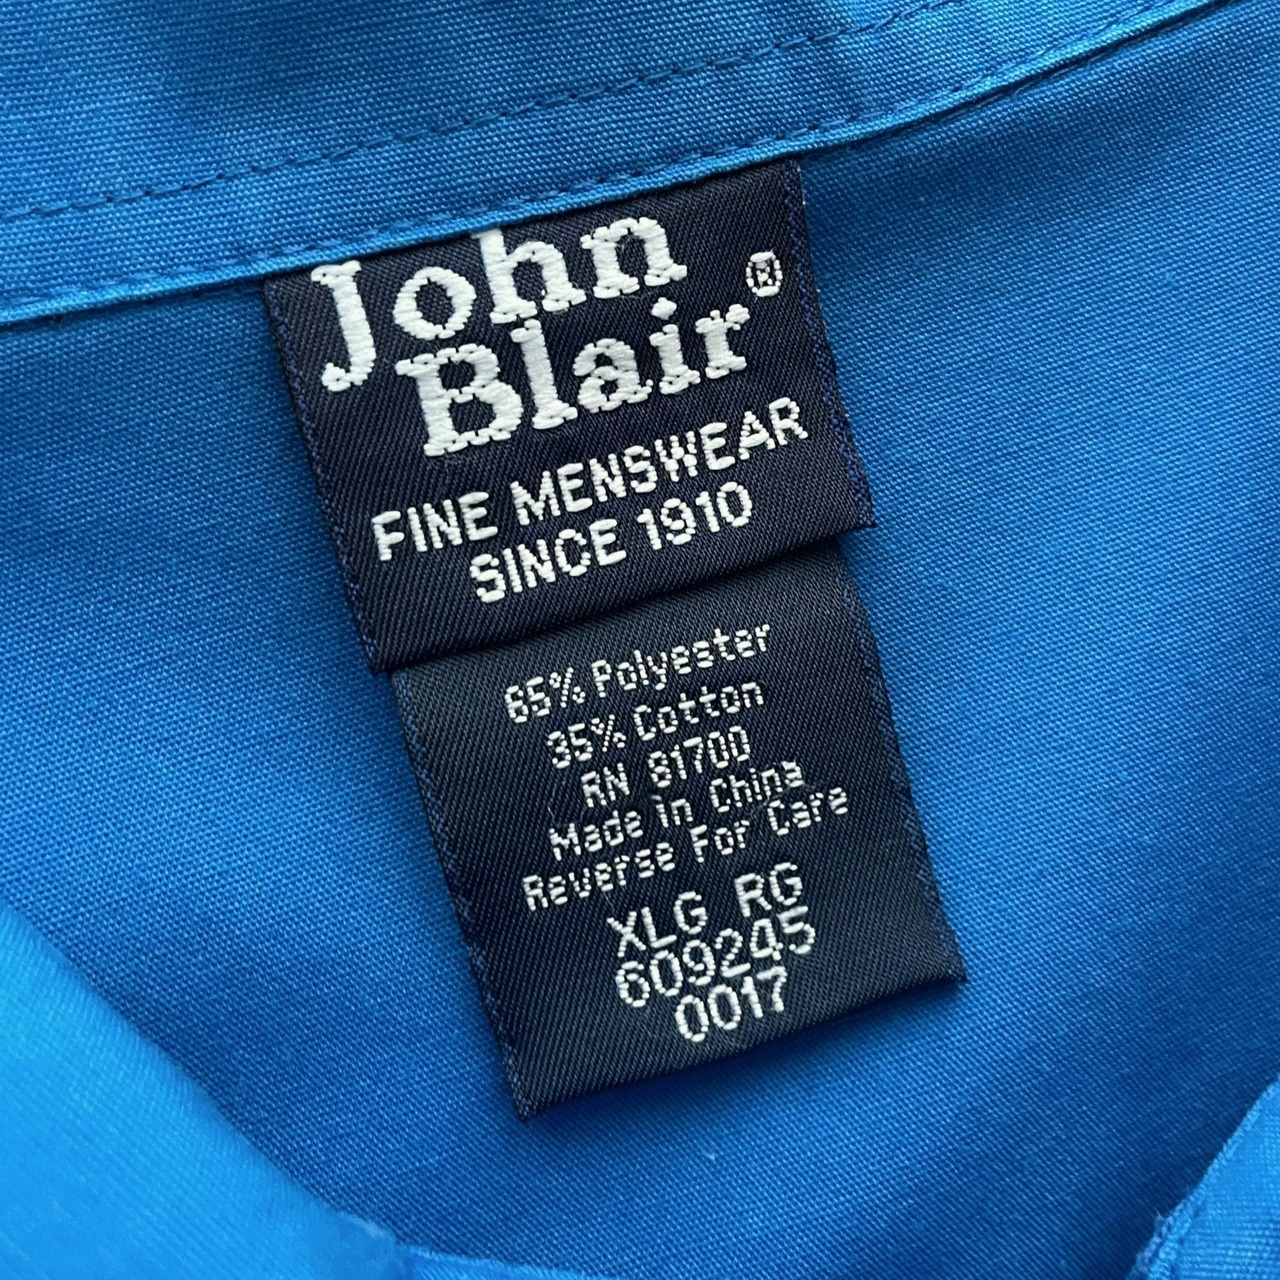 John
Blair®
FINE MENSWEAR
SINCE 1910
65% Polyester
35% Cotton
RN 81700
Made in China
Reverse For Care
XLG RG
609245
0017